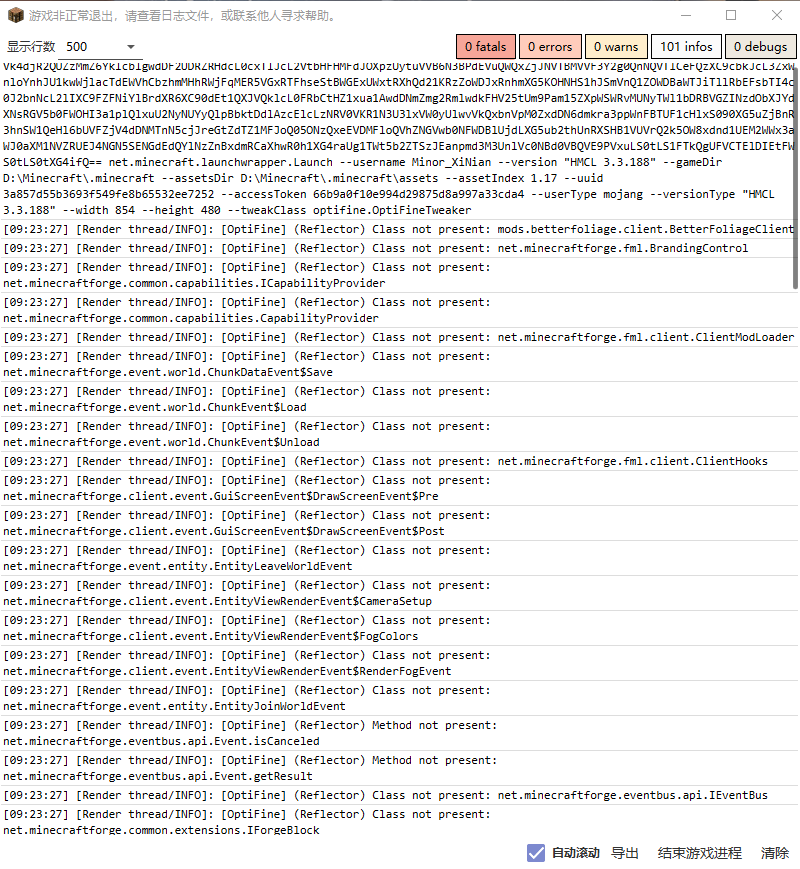 游戏非正常退出，请查看日志文件，或联系他人寻求帮助。
显示行数 500 0 fatals 0 errors 0 warns 101 infos 0 debugs
S0tLS0tXG4ifQ== net.minecraft.launchwrapper.Launch --username Minor_XiNian --version "HMCL 3.3.188" --gameDir
D:\Minecraft\.minecraft --assetsDir D:\Minecraft\.minecraft\assets --assetIndex 1.17 --uuid
3a857d55b3693f549fe8b65532ee7252 --accessToken 66b9a0f10e994d29875d8a997a33cda4 --userType mojang --versionType "HMCL
3.3.188" --width 854 --height 480 --tweakClass optifine.OptiFineTweaker
[09:23:27] [Render thread/INFO]: [OptiFine] (Reflector) Class not present: mods.betterfoliage.client.BetterFoliageClient
[09:23:27] [Render thread/INFO]: [OptiFine] (Reflector) Class not present: net.minecraftforge.fml.BrandingControl
[09:23:27] [Render thread/INFO]: [OptiFine] (Reflector) Class not present:
net.minecraftforge.common.capabilities.ICapabilityProvider
[09:23:27] [Render thread/INFO]: [OptiFine] (Reflector) Class not present:
net.minecraftforge.common.capabilities.CapabilityProvider
[09:23:27] [Render thread/INFO]: [OptiFine] (Reflector) Class not present: net.minecraftforge.fml.client.ClientModLoader
[09:23:27] [Render thread/INFO]: [OptiFine] (Reflector) Class not present:
net.minecraftforge.event.world.ChunkDataEvent$Save
[09:23:27] [Render thread/INFO]: [OptiFine] (Reflector) Class not present:
net.minecraftforge.event.world.ChunkEvent$Load
[09:23:27] [Render thread/INFO]: [OptiFine] (Reflector) Class not present:
net.minecraftforge.event.world.ChunkEvent$Unload
[09:23:27] [Render thread/INFO]: [OptiFine] (Reflector) Class not present: net.minecraftforge.fml.client.ClientHooks
[09:23:27] [Render thread/INFO]: [OptiFine] (Reflector) Class not present:
net.minecraftforge.client.event.GuiScreenEvent$DrawScreenEvent$Pre
[09:23:27] [Render thread/INFO]: [OptiFine] (Reflector) Class not present:
net.minecraftforge.client.event.GuiScreenEvent$DrawScreenEvent$Post
[09:23:27] [Render thread/INFO]: [OptiFine] (Reflector) Class not present:
net.minecraftforge.event.entity.EntityLeaveWorldEvent
[09:23:27] [Render thread/INFO]: [OptiFine] (Reflector) Class not present:
net.minecraftforge.client.event.EntityViewRenderEvent$CameraSetup
[09:23:27] [Render thread/INFO]: [OptiFine] (Reflector) Class not present:
net.minecraftforge.client.event.EntityViewRenderEvent$FogColors
[09:23:27] [Render thread/INFO]: [OptiFine] (Reflector) Class not present:
net.minecraftforge.client.event.EntityViewRenderEvent$RenderFogEvent
[09:23:27] [Render thread/INFO]: [OptiFine] (Reflector) Class not present:
net.minecraftforge.event.entity.EntityJoinWorldEvent
[09:23:27] [Render thread/INFO]: [OptiFine] (Reflector) Method not present:
net.minecraftforge.eventbus.api.Event.isCanceled
[09:23:27] [Render thread/INFO]: [OptiFine] (Reflector) Method not present:
net.minecraftforge.eventbus.api.Event.getResult
[09:23:27] [Render thread/INFO]: [OptiFine] (Reflector) Class not present: net.minecraftforge.eventbus.api.IEventBus
[09:23:27] [Render thread/INFO]: [OptiFine] (Reflector) Class not present:
net.minecraftforge.common.extensions.IForgeBlock
自动滚动 导出 结束游戏进程 清除